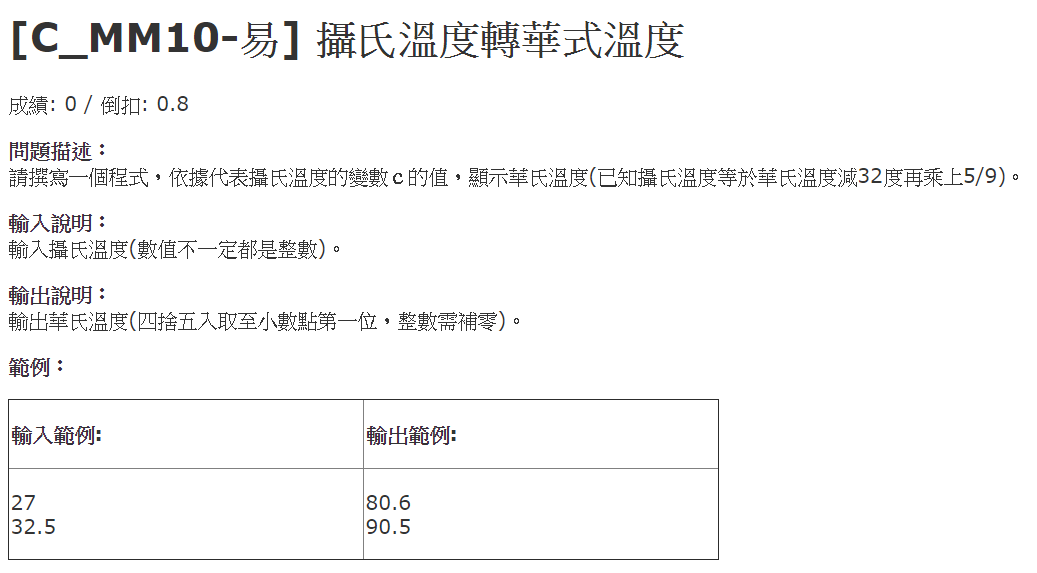 [C_MM10-易] 攝氏溫度轉華式溫度
成績: 0 / 倒扣: 0.8
問題描述：
請撰寫一個程式，依據代表攝氏溫度的變數 c 的值，顯示華氏溫度(已知攝氏溫度等於華氏溫度減32度再乘上5/9)。
輸入說明：
輸入攝氏溫度(數值不一定都是整數)。
輸出說明：
輸出華氏溫度(四捨五入取至小數點第一位，整數需補零)。
範例：
輸入範例: 輸出範例:
27 80.6
32.5 90.5